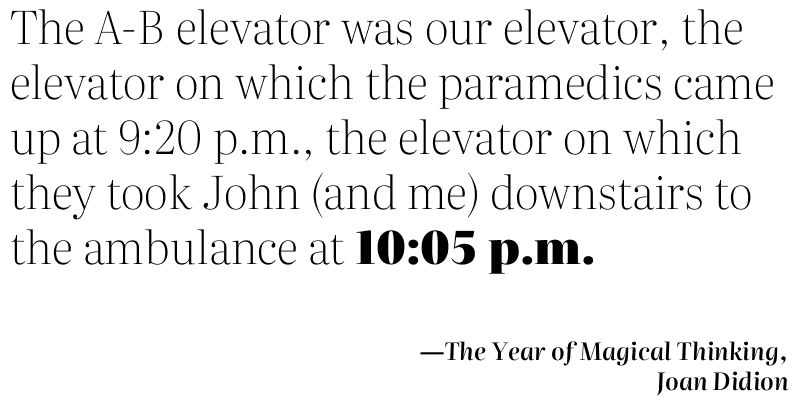 The A-B elevator was our elevator, the
elevator on which the paramedics came
up at 9:20 p.m., the elevator on which
they took John (and me) downstairs to
the ambulance at 10:05 p.m.
—The Year of Magical Thinking,
Joan Didion